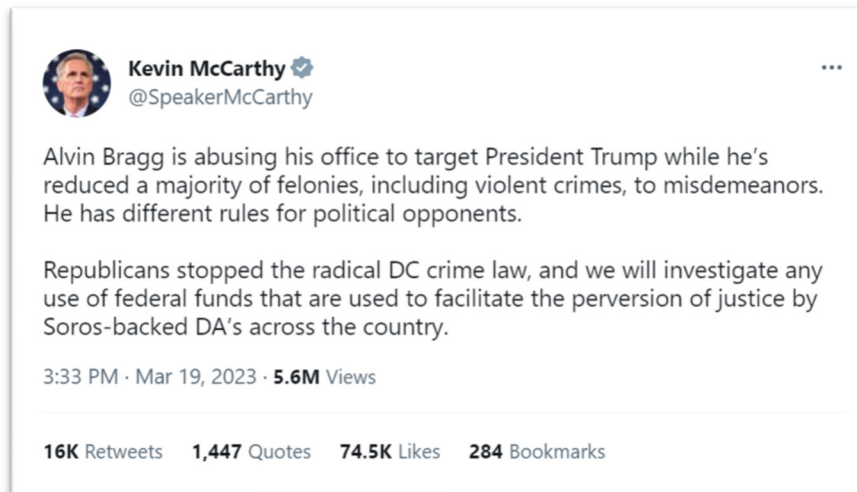 Kevin McCarthy
@SpeakerMcCarthy
Alvin Bragg is abusing his office to target President Trump while he’s
reduced a majority of felonies, including violent crimes, to misdemeanors.
He has different rules for political opponents.
Republicans stopped the radical DC crime law, and we will investigate any
use of federal funds that are used to facilitate the perversion of justice by
Soros-backed DA’s across the country.
3:33 PM · Mar 19, 2023 · 5.6M Views
16K Retweets 1,447 Quotes 74.5K Likes 284 Bookmarks